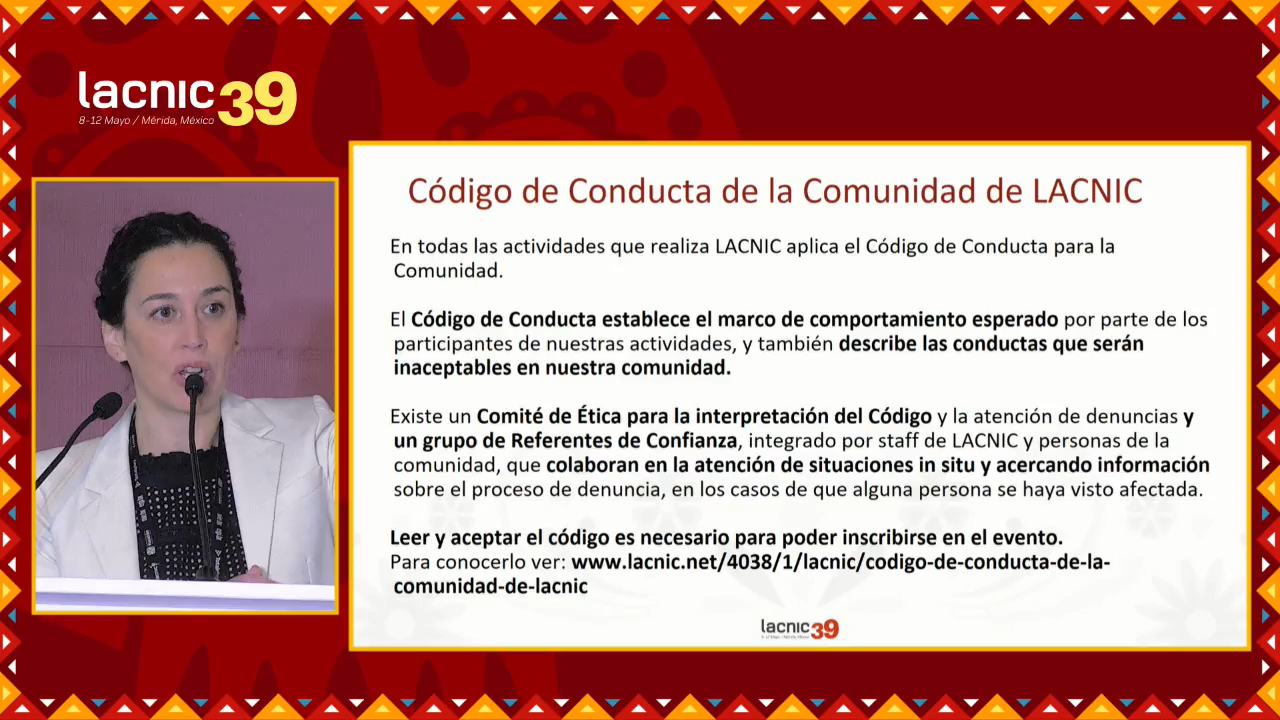 lacnic39
8-12 Mayo / Mérida, México
Código de Conducta de la Comunidad de LACNIC
En todas las actividades que realiza LACNIC aplica el Código de Conducta para la
Comunidad.
El Código de Conducta establece el marco de comportamiento esperado por parte de los
participantes de nuestras actividades, y también describe las conductas que serán
inaceptables en nuestra comunidad.
Existe un Comité de Ética para la interpretación del Código y la atención de denuncias y
un grupo de Referentes de Confianza, integrado por staff de LACNIC y personas de la
comunidad, que colaboran en la atención de situaciones in situ y acercando información
sobre el proceso de denuncia, en los casos de que alguna persona se haya visto afectada.
Leer y aceptar el código es necesario para poder inscribirse en el evento.
Para conocerlo ver: www.lacnic.net/4038/1/lacnic/codigo-de-conducta-de-la-
comunidad-de-lacnic
lacnic39
8-12 Mayo / Mérida, México